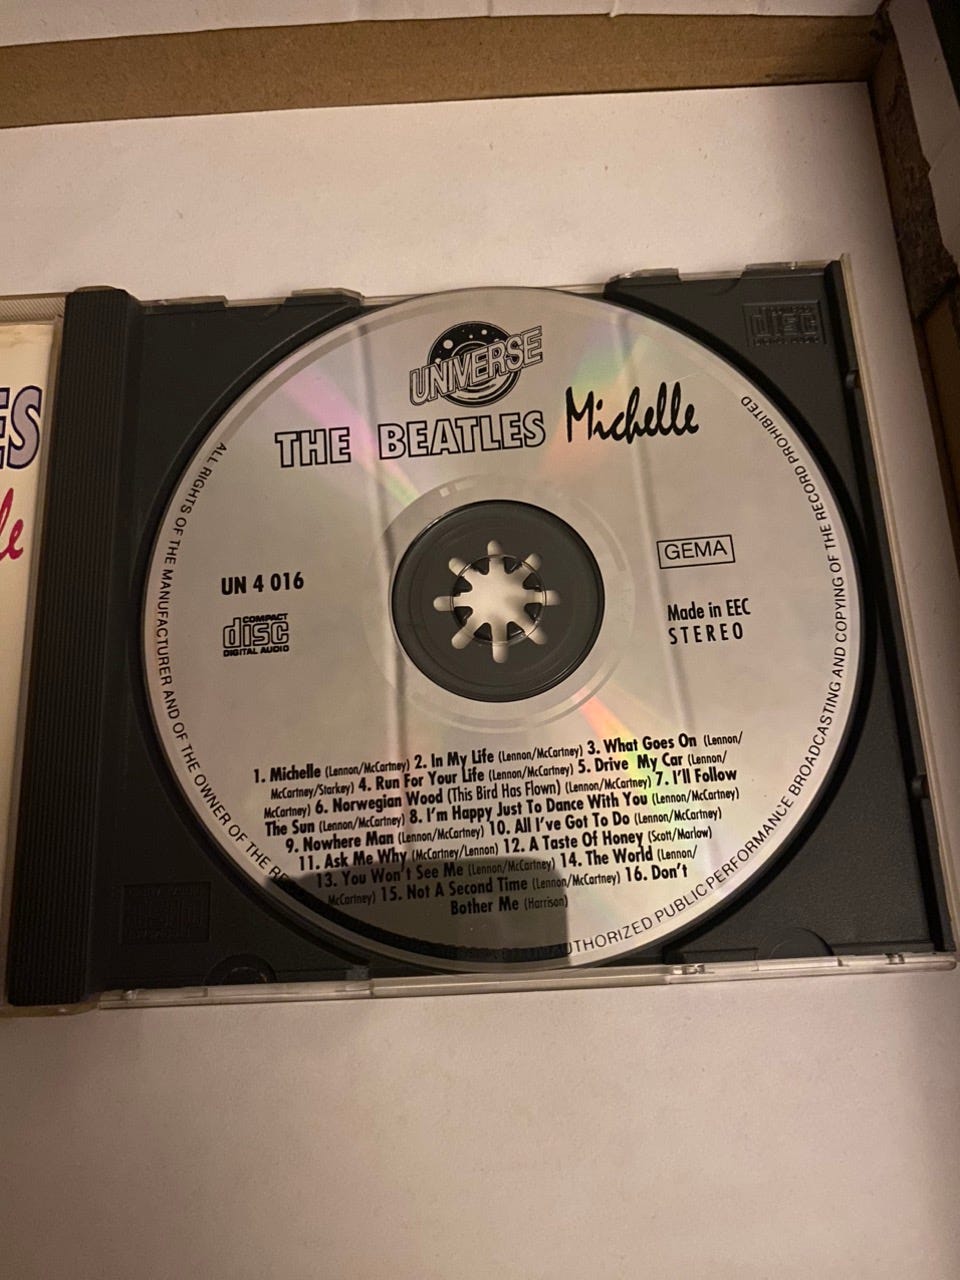 UNIVERSE
THE BEATLES Michelle
ES
le
UN 4 016
COMPACT
disc
DIGITAL AUDIO
GEMA
Made in EEC
STEREO
1. Michelle (Lennon/McCartney) 2. In My Life (Lennon/McCartney) 3. What Goes On (Lennon/
McCartney/Starkey) 4. Run For Your Life (Lennon/McCartney) 5. Drive My Car (Lennon/
McCartney) 6. Norwegian Wood (This Bird Has Flown) (Lennon/McCartney) 7. I'll Follow
The Sun (Lennon/McCartney) 8. I'm Happy Just To Dance With You (Lennon/McCartney)
9. Nowhere Man (Lennon/McCartney) 10. All I've Got To Do (Lennon/McCartney)
11. Ask Me Why (McCartney/Lennon) 12. A Taste Of Honey (Scott/Marlow)
13. You Won't See Me (Lennon/McCartney) 14. The World (Lennon/
McCartney) 15. Not A Second Time (Lennon/McCartney) 16. Don't
Bother Me (Harrison)
ALL RIGHTS OF THE MANUFACTURER AND OF THE OWNER OF THE RE
UTHORIZED PUBLIC PERFORMANCE BROADCASTING AND COPYING OF THE RECORD PROHIBITED
disc
DIGITAL AUDIO